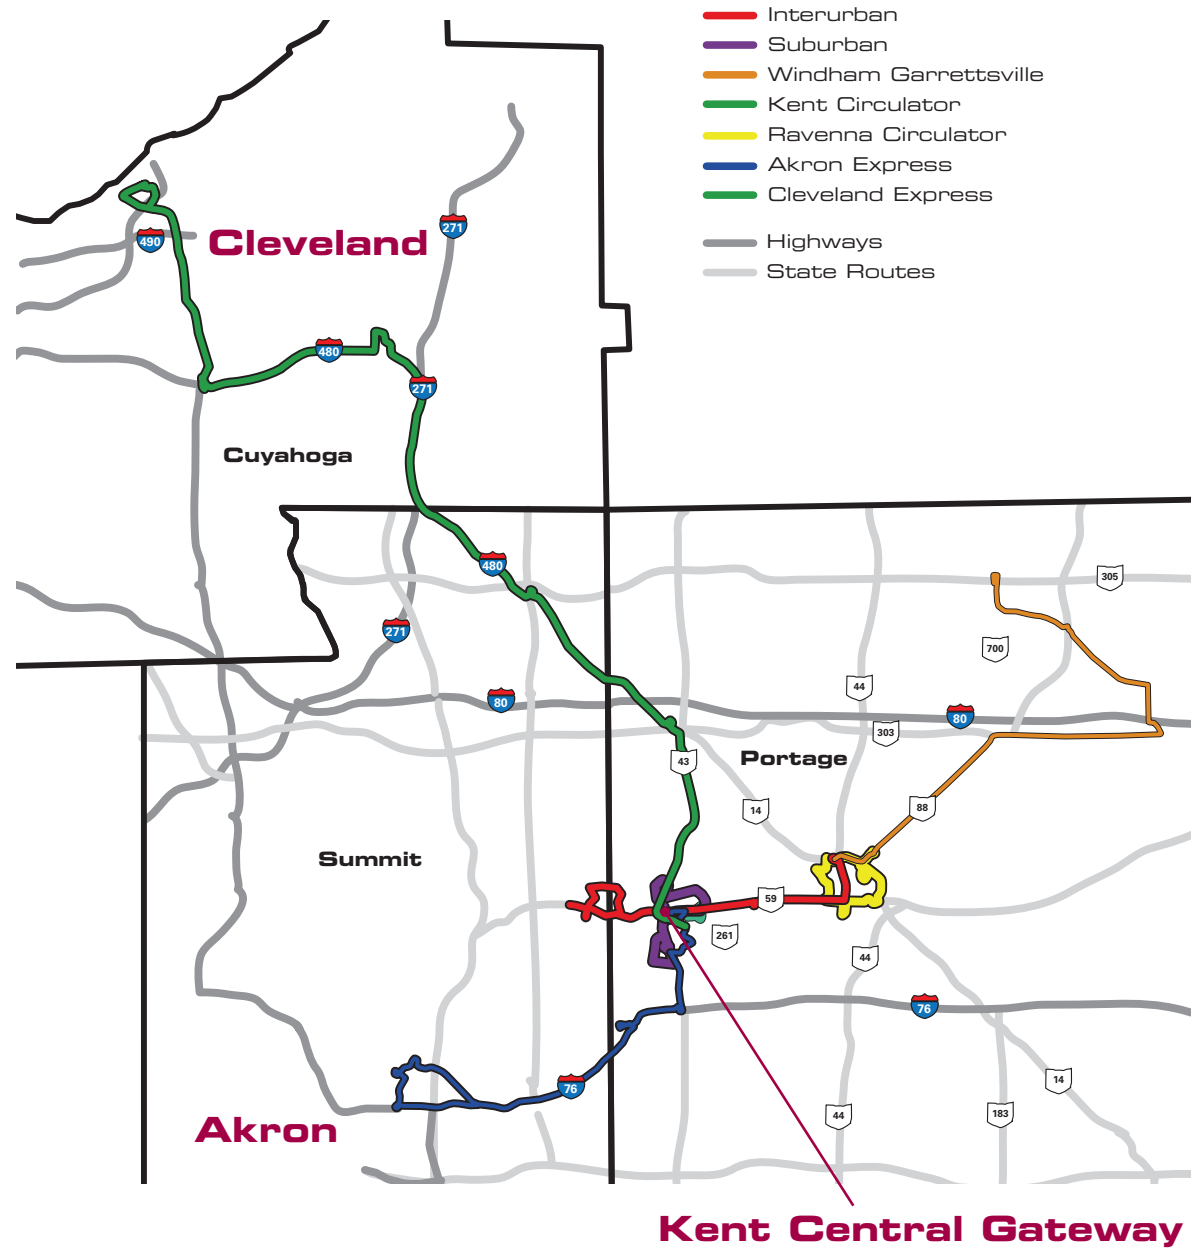 Interurban
Suburban
Windham Garrettsville
Kent Circulator
Ravenna Circulator
Akron Express
Cleveland Express
Highways
State Routes
271
490
Cleveland
480
271
Cuyahoga
480
305
271
700
44
80
80
303
43
Portage
14
88
Summit
59
261
44
76
76
14
44
183
Akron
Kent Central Gateway